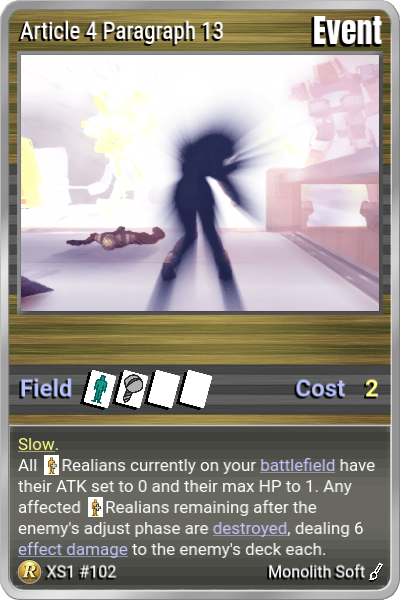 Article 4 Paragraph 13
Event
Field
Cost 2
Slow.
All Realians currently on your battlefield have
their ATK set to 0 and their max HP to 1. Any
affected Realians remaining after the
enemy's adjust phase are destroyed, dealing 6
effect damage to the enemy's deck each.
R XS1 #102
Monolith Soft